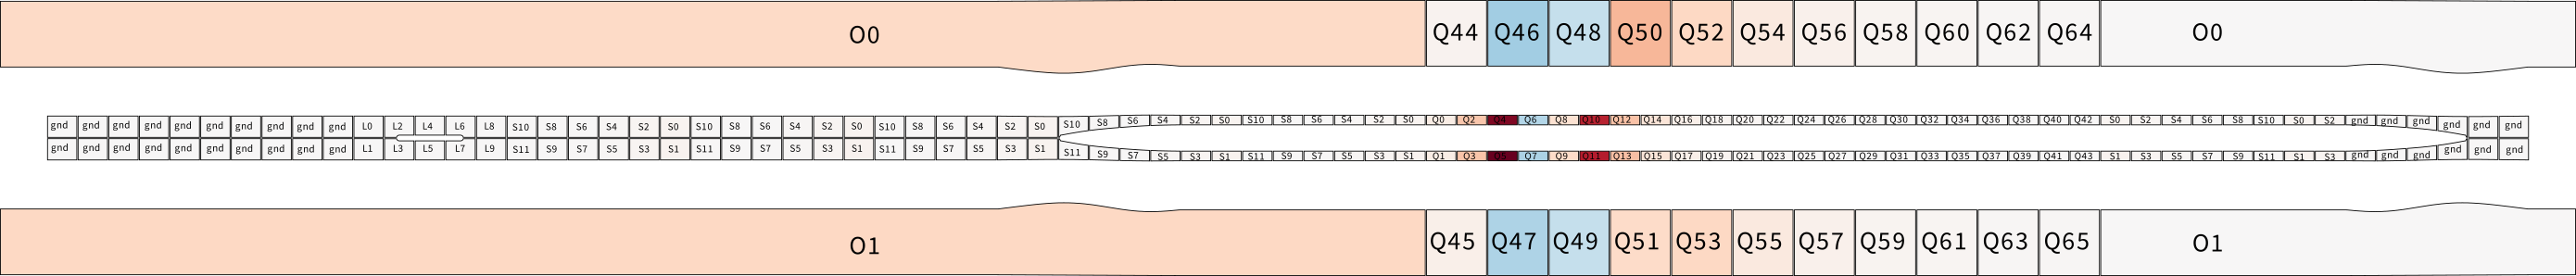 O0 Q44 Q46 Q48 Q50 Q52 Q54 Q56 Q58 Q60 Q62 Q64 O0
gnd gnd gnd gnd gnd gnd gnd gnd gnd gnd L0 L2 L4 L6 L8 S10 S8 S6 S4 S2 S0 S10 S8 S6 S4 S2 S0 S10 S8 S6 S4 S2 S0 S10 S8 S6 S4 S2 S0 S10 S8 S6 S4 S2 S0 Q0 Q2 Q4 Q6 Q8 Q10 Q12 Q14 Q16 Q18 Q20 Q22 Q24 Q26 Q28 Q30 Q32 Q34 Q36 Q38 Q40 Q42 S0 S2 S4 S6 S8 S10 S0 S2 gnd gnd gnd gnd gnd gnd
gnd gnd gnd gnd gnd gnd gnd gnd gnd gnd L1 L3 L5 L7 L9 S11 S9 S7 S5 S3 S1 S11 S9 S7 S5 S3 S1 S11 S9 S7 S5 S3 S1 S11 S9 S7 S5 S3 S1 S11 S9 S7 S5 S3 S1 Q1 Q3 Q5 Q7 Q9 Q11 Q13 Q15 Q17 Q19 Q21 Q23 Q25 Q27 Q29 Q31 Q33 Q35 Q37 Q39 Q41 Q43 S1 S3 S5 S7 S9 S11 S1 S3 gnd gnd gnd gnd gnd gnd
O1 Q45 Q47 Q49 Q51 Q53 Q55 Q57 Q59 Q61 Q63 Q65 O1